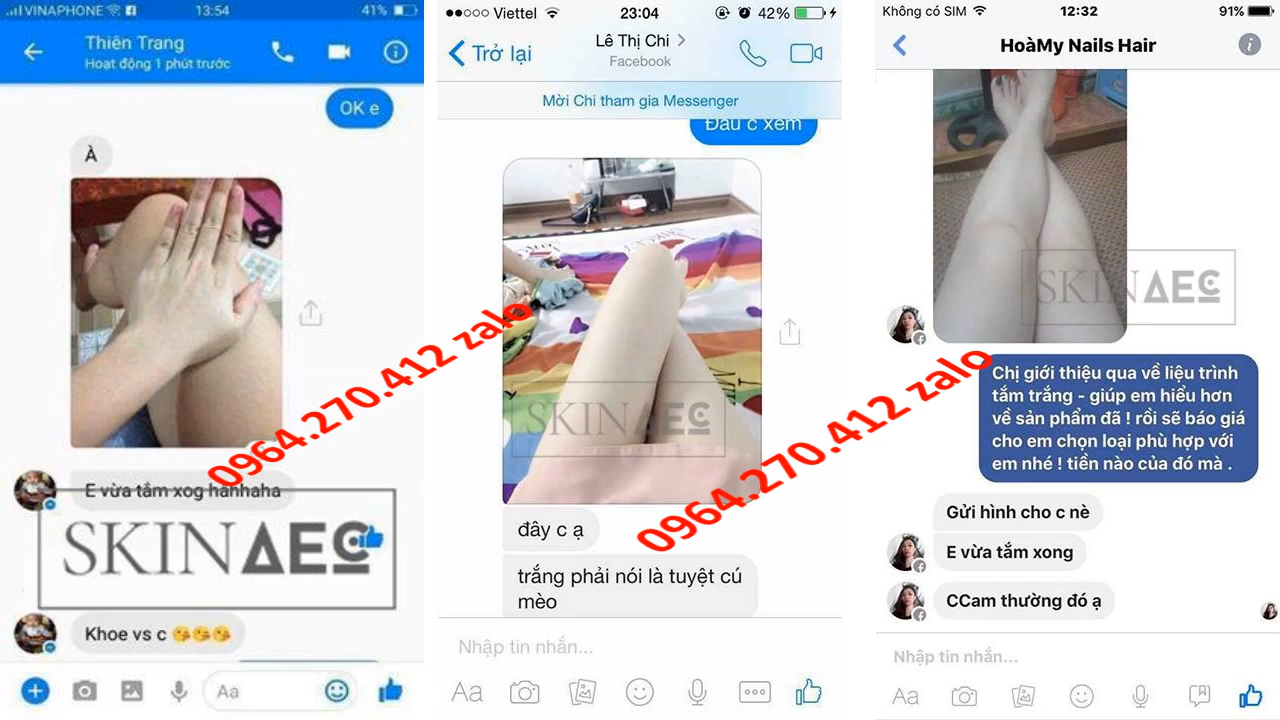 VINAPHONE
13:54
41%
Thiên Trang
Hoạt động 1 phút trước
OK e
À
E vừa tắm xog hahhaha
SKINAEC
Khoe vs c
Aa
Viettel
23:04
42%
Trở lại
Lê Thị Chi
Facebook
Mời Chi tham gia Messenger
Đâu c xem
SKINAEC
đây c ạ
trắng phải nói là tuyệt cú
mèo
Nhập tin nhắn...
Aa
Không có SIM
12:32
91%
HoàMy Nails Hair
SKINAEC
Chị giới thiệu qua về liệu trình
tắm trắng - giúp em hiểu hơn
về sản phẩm đã ! rồi sẽ báo giá
cho em chọn loại phù hợp với
em nhé ! tiền nào của đó mà .
Gửi hình cho c nè
E vừa tắm xong
CCam thường đó ạ
Nhập tin nhắn...
Aa
0964.270.412 zalo
0964.270.412 zalo